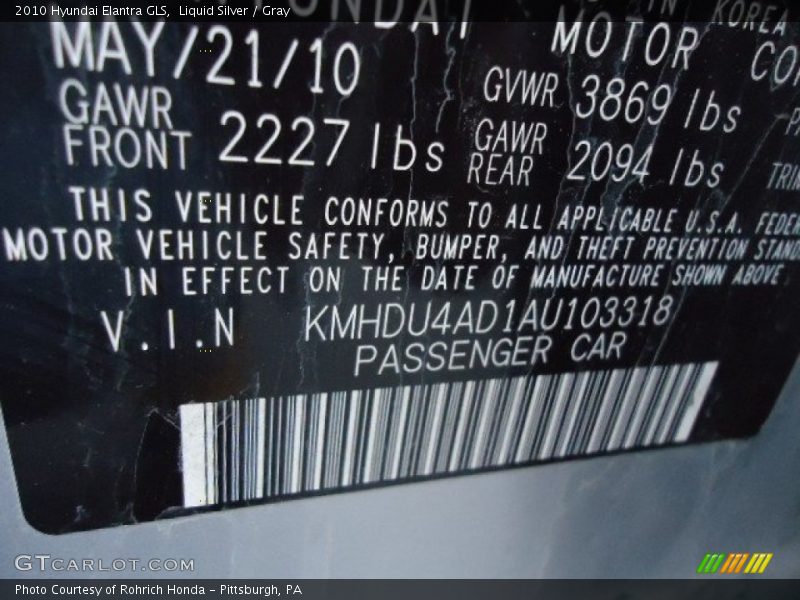 2010 Hyundai Elantra GLS, Liquid Silver / Gray
MAY/21/10 MOTOR
KOREA
GAWR FRONT 2227 lbs
GVWR 3869 lbs
GAWR REAR 2094 lbs
THIS VEHICLE CONFORMS TO ALL APPLICABLE U.S.A.
MOTOR VEHICLE SAFETY, BUMPER, AND THEFT PREVENTION
IN EFFECT ON THE DATE OF MANUFACTURE SHOWN ABOVE
V.I.N KMHDU4AD1AU103318
PASSENGER CAR
GTCARLOT.COM
Photo Courtesy of Rohrich Honda - Pittsburgh, PA